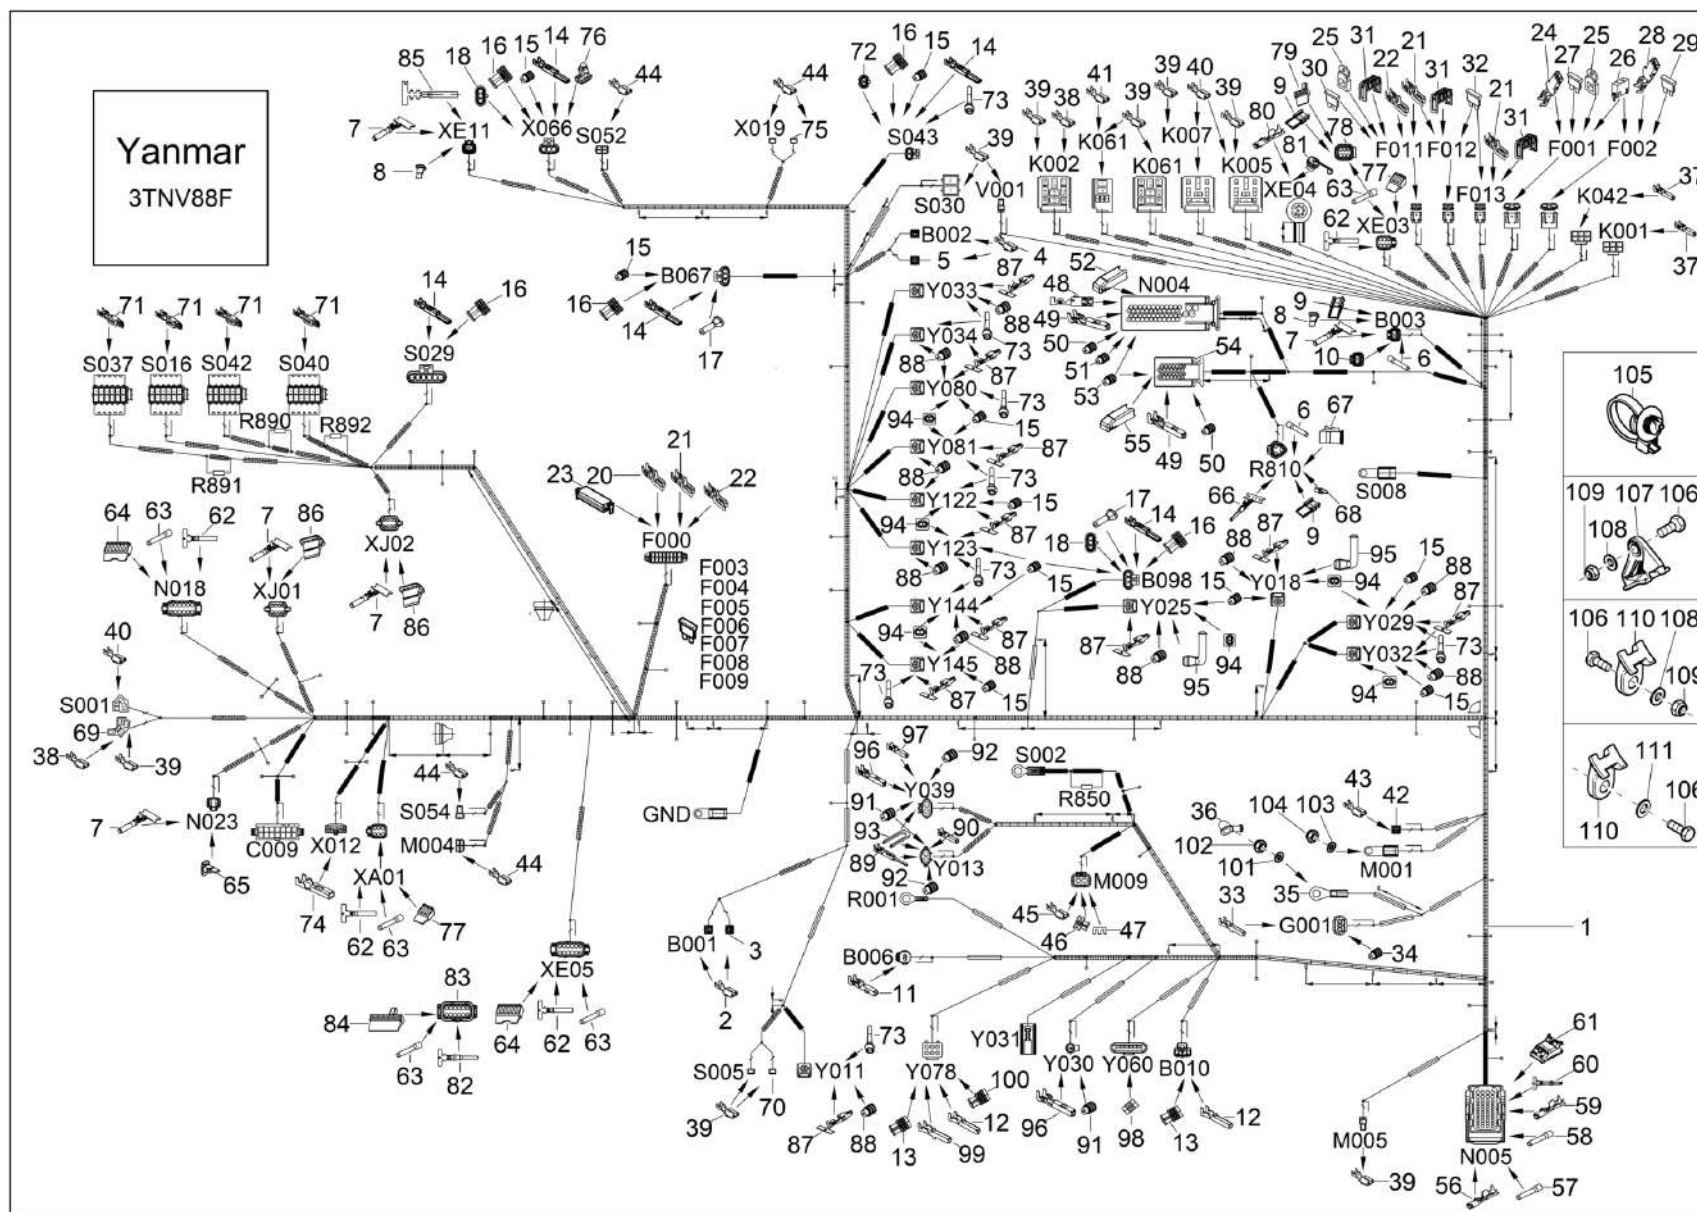 Yanmar
3TNV88F
85 18 16 15 14 76 44 44 72 16 15 14
7 XE11 X066 S052 X019 75 S043 73 39
8
41 39 40 39 38 39 39 80 79 9 30 25 31 22 21 31 32 21 31 24 27 25 26 28 29
K002 K061 K061 K007 K005 81 78 77 63 62 XE04 XE03
F011 F012 F013 F001 F002 K042 37 K001 37
S030 V001
B002 4
5
15 B067 16 14 17
71 71 71 71 14 16
S037 S016 S042 S040 S029
R890 R892
R891
87 Y033 88 73
Y034 88 87
Y080 73 94 15
Y081 87 88 73
Y122 15 94 87
Y123 88 73 15
Y144 94 87 88
Y145 73 87 15
52 N004 48 49 50 51 53 54 55 49 50
9 8 7 B003 10 6
6 67 R810 66 68 9
S008
64 63 62 7 86
N018 XJ01 XJ02
7 86
23 20 21 22
F000
F003
F004
F005
F006
F007
F008
F009
17 14 16 18 B098
88 87 95 Y018 94
15 Y025 87 88 95 94
15 88 87 Y029 73
Y032 88 94 15
40
S001
69
38 39
7 N023 65
C009 X012 74
XA01 62 63 77
44 S054
M004 44
GND
97 96 92 Y039
91 93 90 89 Y013 92
S002
R850
R001
M009 45 46 47
36 102 104 103 101
43 42 M001
35
33 G001 34
1
B001 3
2
XE05 64 62 63
83 84 63 82
B006 11
S005 39 70
Y011 73 87 88
Y078 100 13 99 12
Y031
Y030 96 91
Y060 98
B010 13 12
M005 39
61 60 59 58
N005
56 57
105
109 108 107 106
106 110 108 109
111 106 110